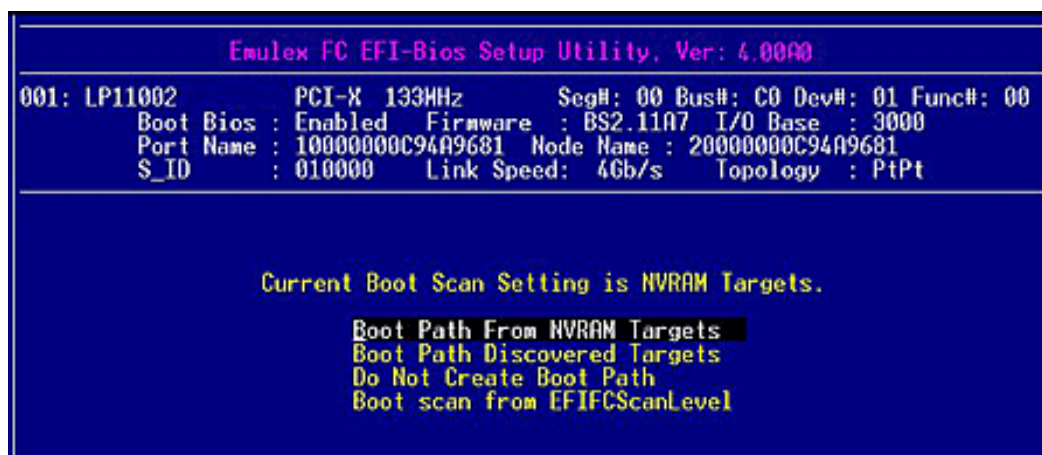 Emulex FC EFI-Bios Setup Utility, Ver: 4.00A0
001: LP11002 PCI-X 133MHz Seg#: 00 Bus#: C0 Dev#: 01 Func#: 00
Boot Bios : Enabled Firmware : BS2.11A7 I/O Base : 3000
Port Name : 10000000C94A9681 Node Name : 20000000C94A9681
S_ID : 010000 Link Speed: 4Gb/s Topology : PtPt
Current Boot Scan Setting is NVRAM Targets.
Boot Path From NVRAM Targets
Boot Path Discovered Targets
Do Not Create Boot Path
Boot scan from EFIFCScanLevel